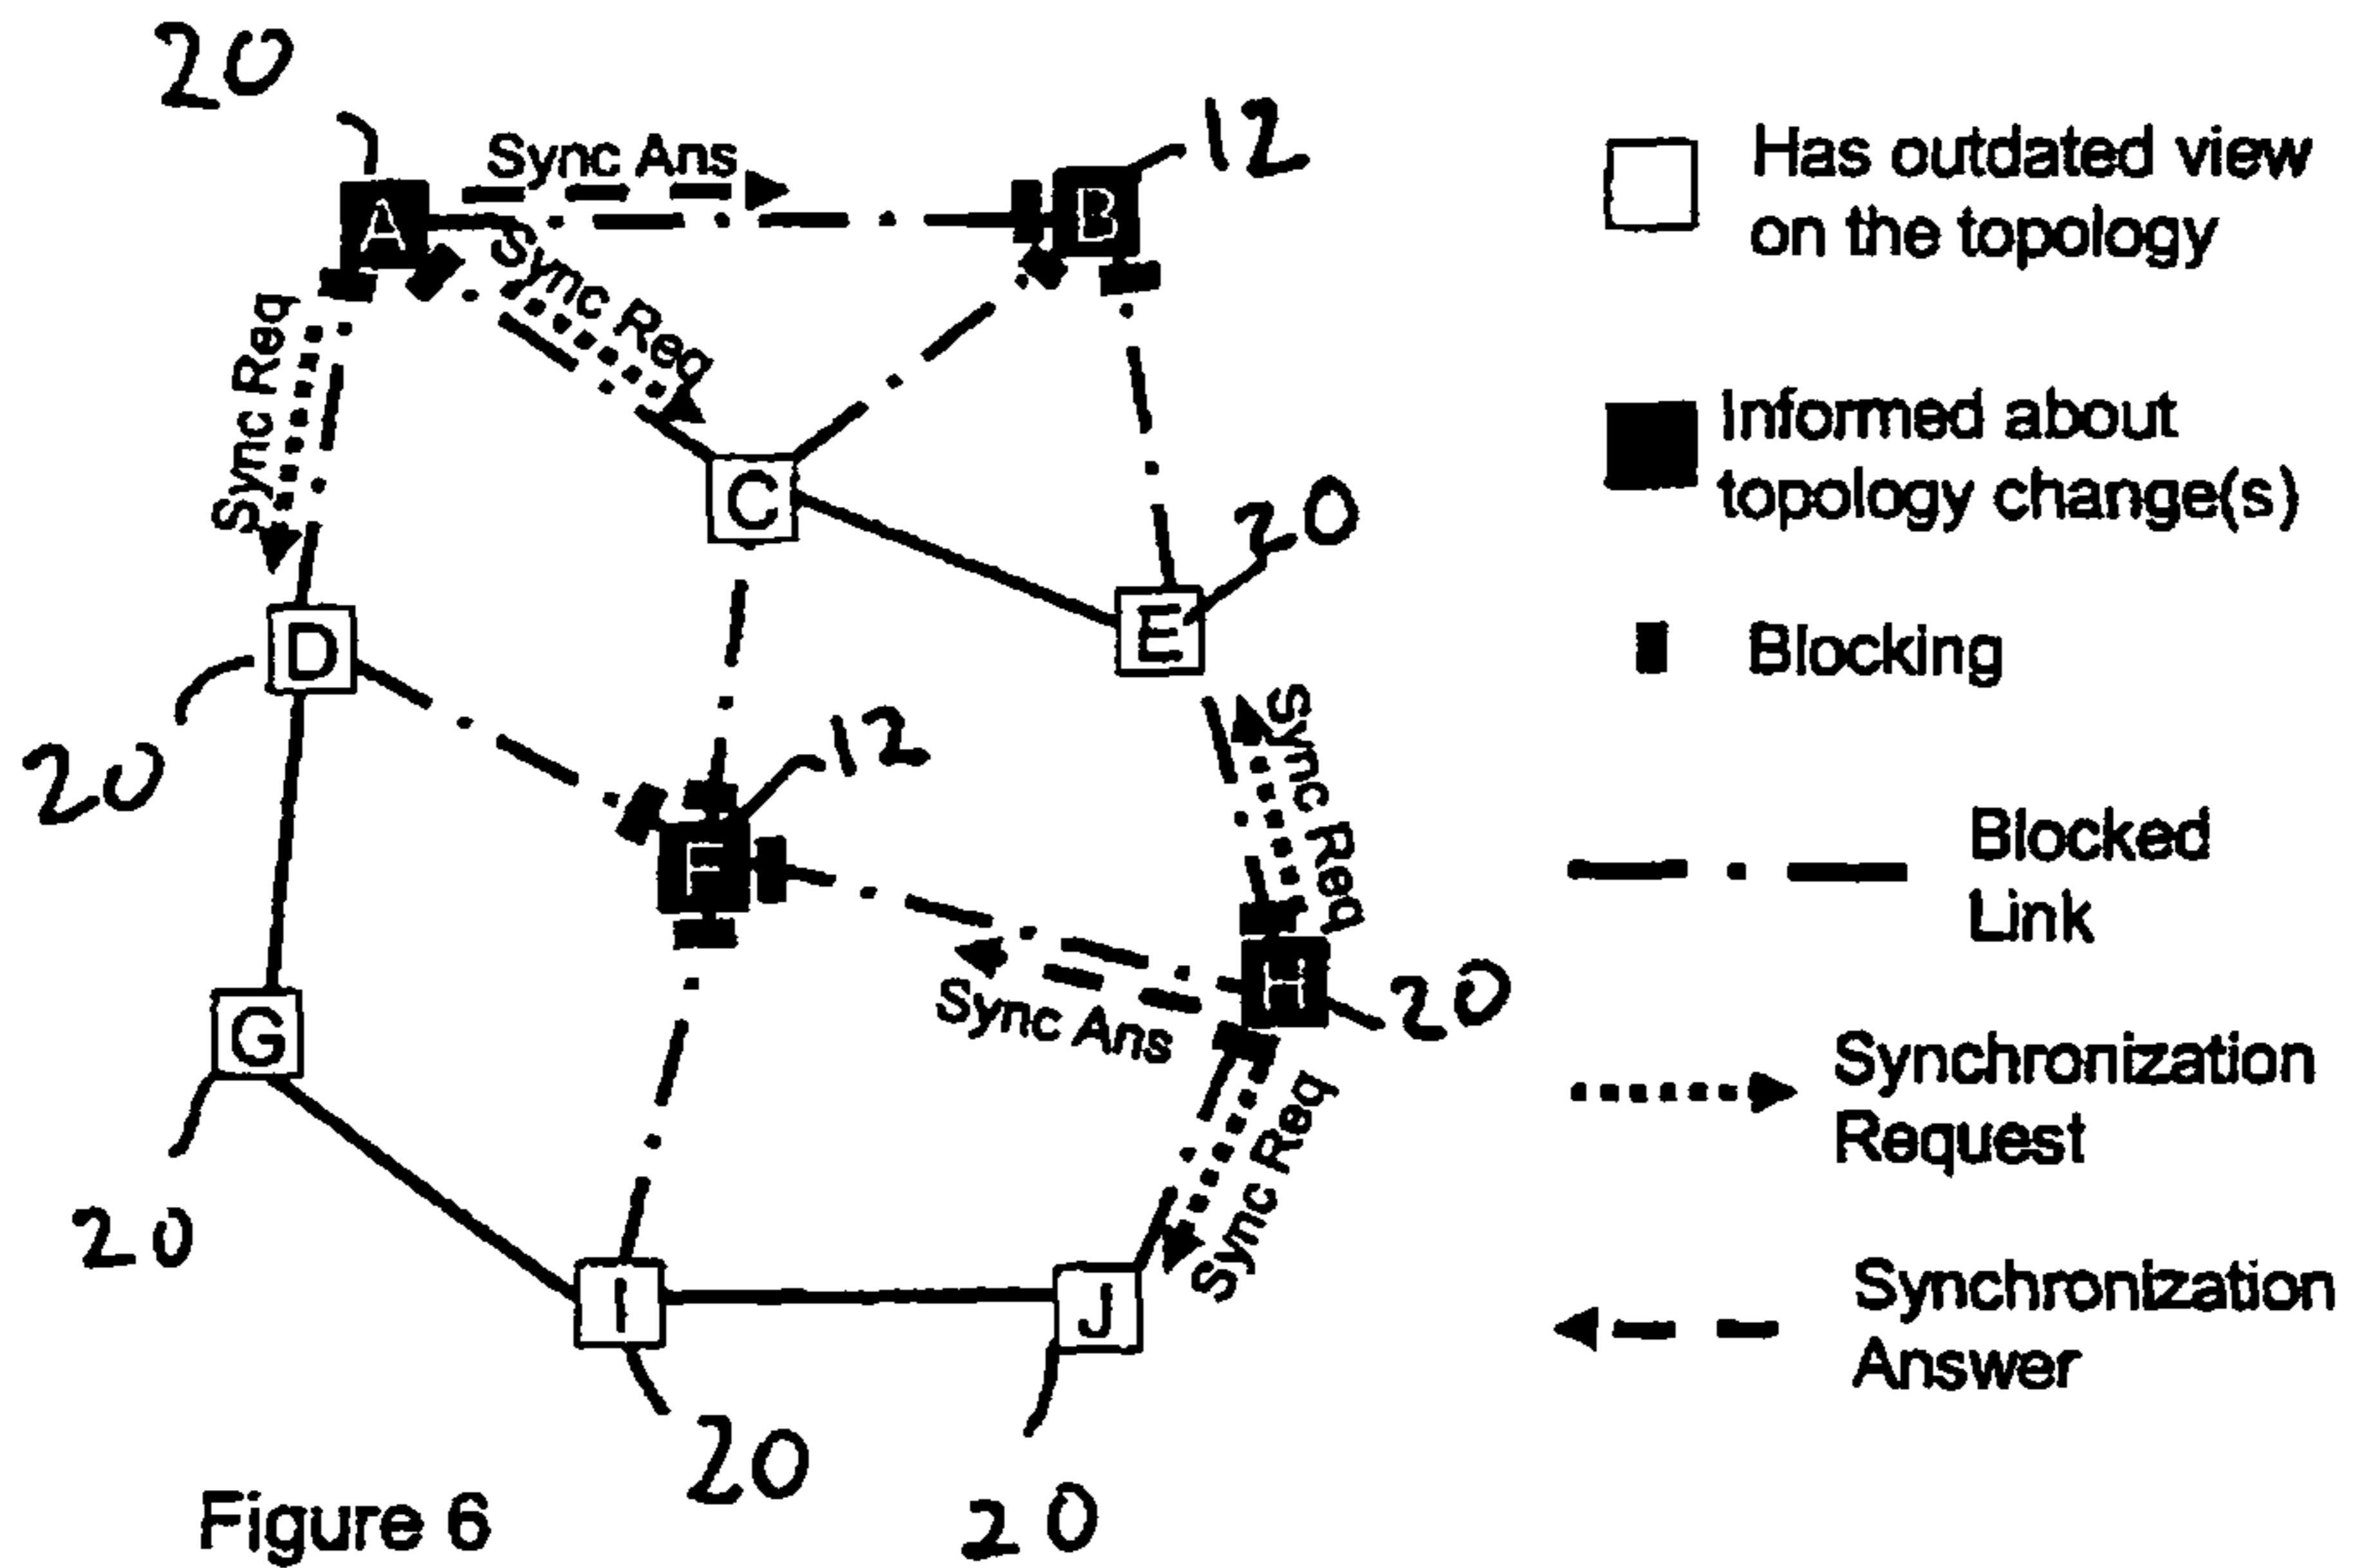 20
Sync Ans
12
A
B
Sync Req
Sync Req
C
20
D
E
20
12
Sync Req
F
H
20
Sync Ans
G
Sync Req
20
I
J
20
20
Figure 6
Has outdated view
on the topology
Informed about
topology change(s)
Blocking
Blocked
Link
Synchronization
Request
Synchronization
Answer